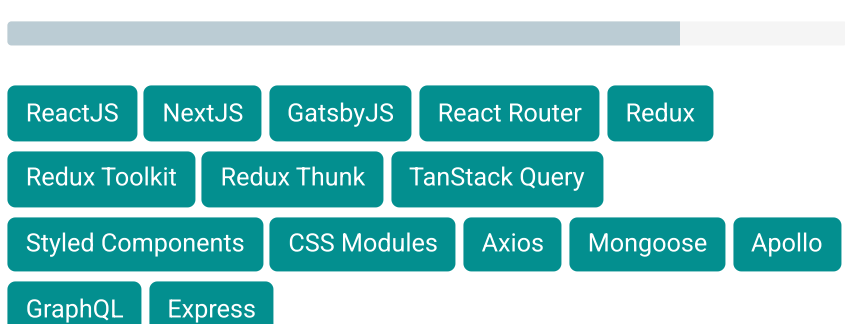 ReactJS NextJS GatsbyJS React Router Redux
Redux Toolkit Redux Thunk TanStack Query
Styled Components CSS Modules Axios Mongoose Apollo
GraphQL Express